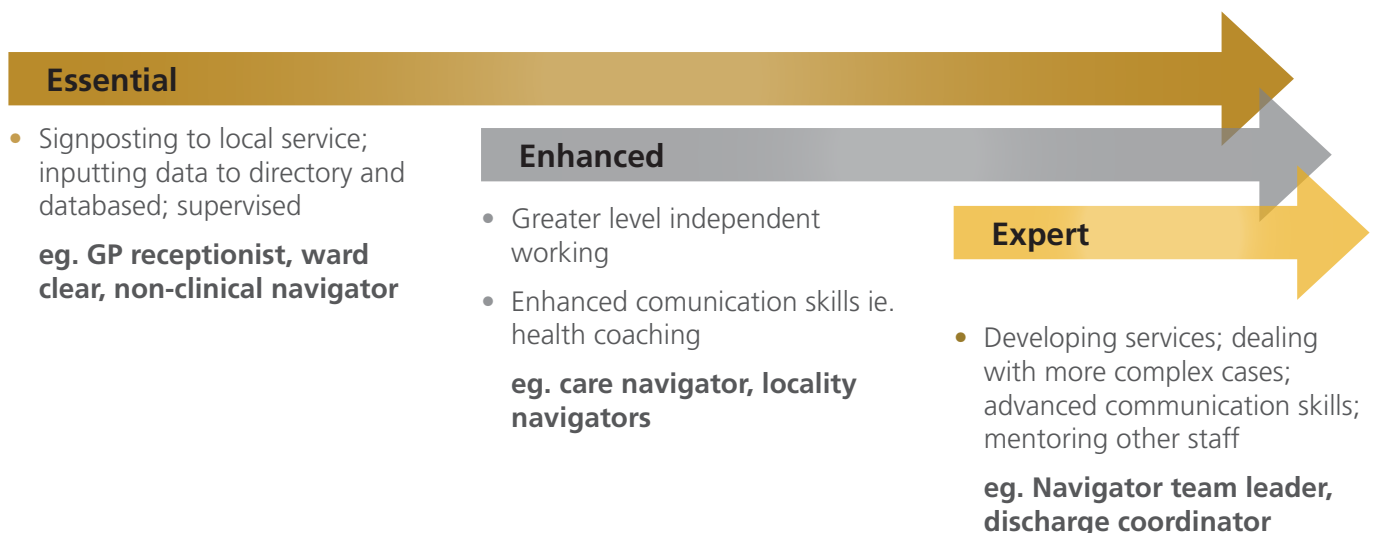 Essential
• Signposting to local service;
inputting data to directory and
databased; supervised
eg. GP receptionist, ward
clear, non-clinical navigator
Enhanced
• Greater level independent
working
• Enhanced comunication skills ie.
health coaching
eg. care navigator, locality
navigators
Expert
• Developing services; dealing
with more complex cases;
advanced communication skills;
mentoring other staff
eg. Navigator team leader,
discharge coordinator